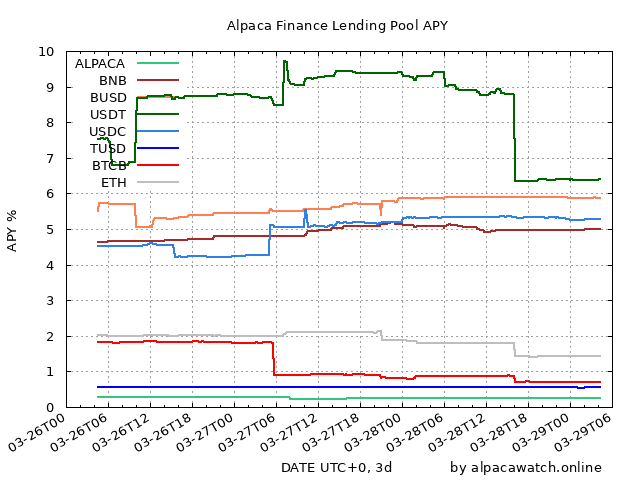 Alpaca Finance Lending Pool APY
APY %
10
9
8
7
6
5
4
3
2
1
0
ALPACA
BNB
BUSD
USDT
USDC
TUSD
BTCB
ETH
03-26T00
03-26T06
03-26T12
03-26T18
03-27T00
03-27T06
03-27T12
03-27T18
03-28T00
03-28T06
03-28T12
03-28T18
03-29T00
03-29T06
DATE UTC+0, 3d
by alpacawatch.online